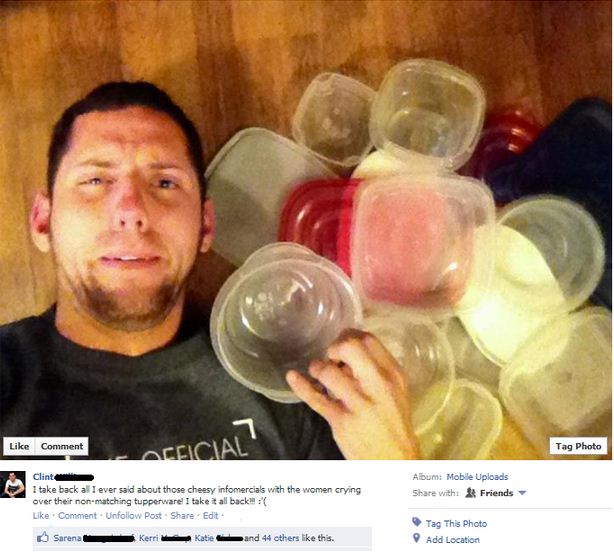 OFFICIAL
Like Comment
Tag Photo
Clint
I take back all I ever said about those cheesy infomercials with the women crying
over their non-matching tupperware! I take it all back!!! :'(
Like · Comment · Unfollow Post · Share · Edit ·
Sarena Kerri Katie and 44 others like this.
Album: Mobile Uploads
Share with: Friends
Tag This Photo
Add Location